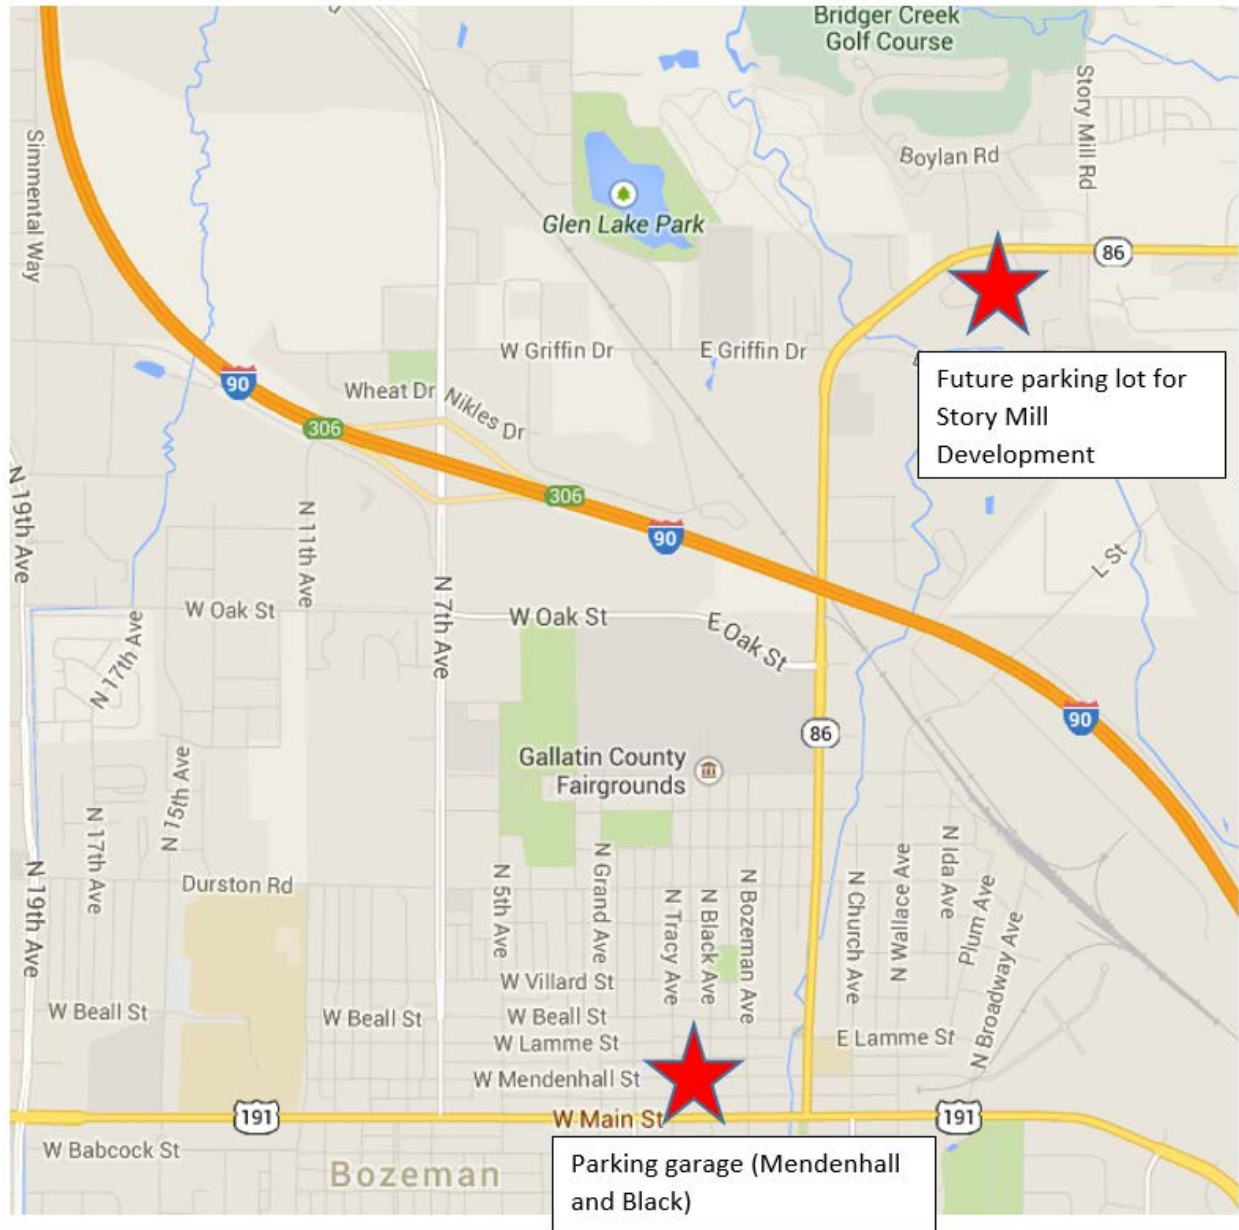 Bridger Creek
Golf Course
Story Mill Rd
Simmental Way
Boylan Rd
Glen Lake Park
86
W Griffin Dr
E Griffin Dr
90
Wheat Dr
Nikles Dr
Future parking lot for
Story Mill
Development
306
306
N 19th Ave
N 11th Ave
90
L St
W Oak St
N 7th Ave
W Oak St
E Oak St
N 17th Ave
90
86
Gallatin County
Fairgrounds
N 15th Ave
N 17th Ave
N 19th Ave
Durston Rd
N 5th Ave
N Grand Ave
N Tracy Ave
N Black Ave
N Bozeman Ave
N Church Ave
N Wallace Ave
N Ida Ave
Plum Ave
N Broadway Ave
W Villard St
W Beall St
W Beall St
W Beall St
W Lamme St
E Lamme St
W Mendenhall St
191
W Main St
191
W Babcock St
Bozeman
Parking garage (Mendenhall
and Black)